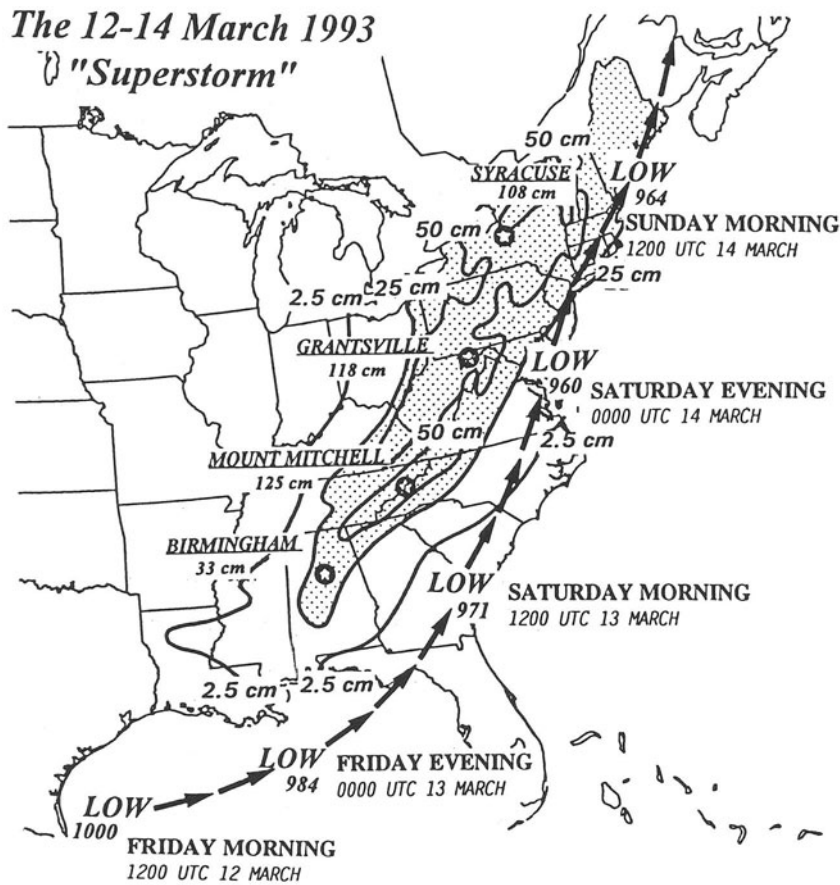 The 12-14 March 1993
"Superstorm"
50 cm
SYRACUSE
108 cm
LOW
964
50 cm
SUNDAY MORNING
1200 UTC 14 MARCH
25 cm
25 cm
2.5 cm
GRANTSVILLE
118 cm
LOW
960
SATURDAY EVENING
0000 UTC 14 MARCH
50 cm
2.5 cm
MOUNT MITCHELL
125 cm
BIRMINGHAM
33 cm
LOW
971
SATURDAY MORNING
1200 UTC 13 MARCH
2.5 cm
2.5 cm
LOW
984
FRIDAY EVENING
0000 UTC 13 MARCH
LOW
1000
FRIDAY MORNING
1200 UTC 12 MARCH